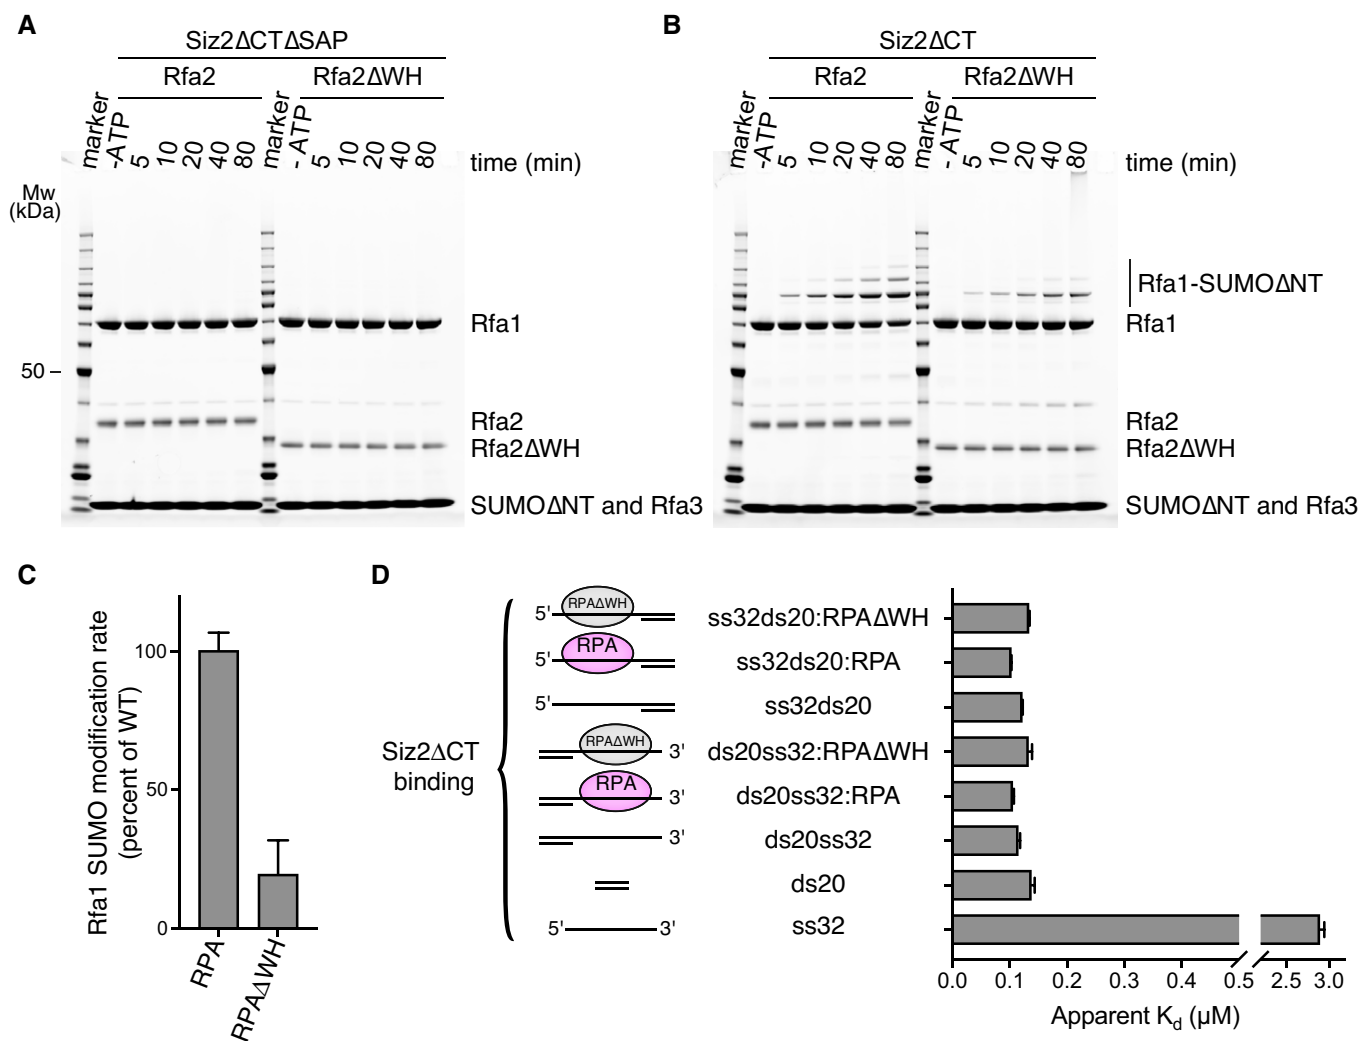 A
Siz2ΔCTΔSAP
Rfa2
Rfa2ΔWH
marker
-ATP
5
10
20
40
80
marker
- ATP
5
10
20
40
80
time (min)
Mw
(kDa)
50
Rfa1
Rfa2
Rfa2ΔWH
SUMOΔNT and Rfa3
B
Siz2ΔCT
Rfa2
Rfa2ΔWH
marker
-ATP
5
10
20
40
80
marker
- ATP
5
10
20
40
80
time (min)
Rfa1-SUMOΔNT
Rfa1
Rfa2
Rfa2ΔWH
SUMOΔNT and Rfa3
C
Rfa1 SUMO modification rate
(percent of WT)
100
50
0
RPA
RPAΔWH
D
Siz2ΔCT
binding
5' RPAΔWH ss32ds20:RPAΔWH
5' RPA ss32ds20:RPA
5' ss32ds20
RPAΔWH 3' ds20ss32:RPAΔWH
RPA 3' ds20ss32:RPA
3' ds20ss32
ds20
5' 3' ss32
0.0 0.1 0.2 0.3 0.4 0.5 2.5 3.0
Apparent Kd (µM)